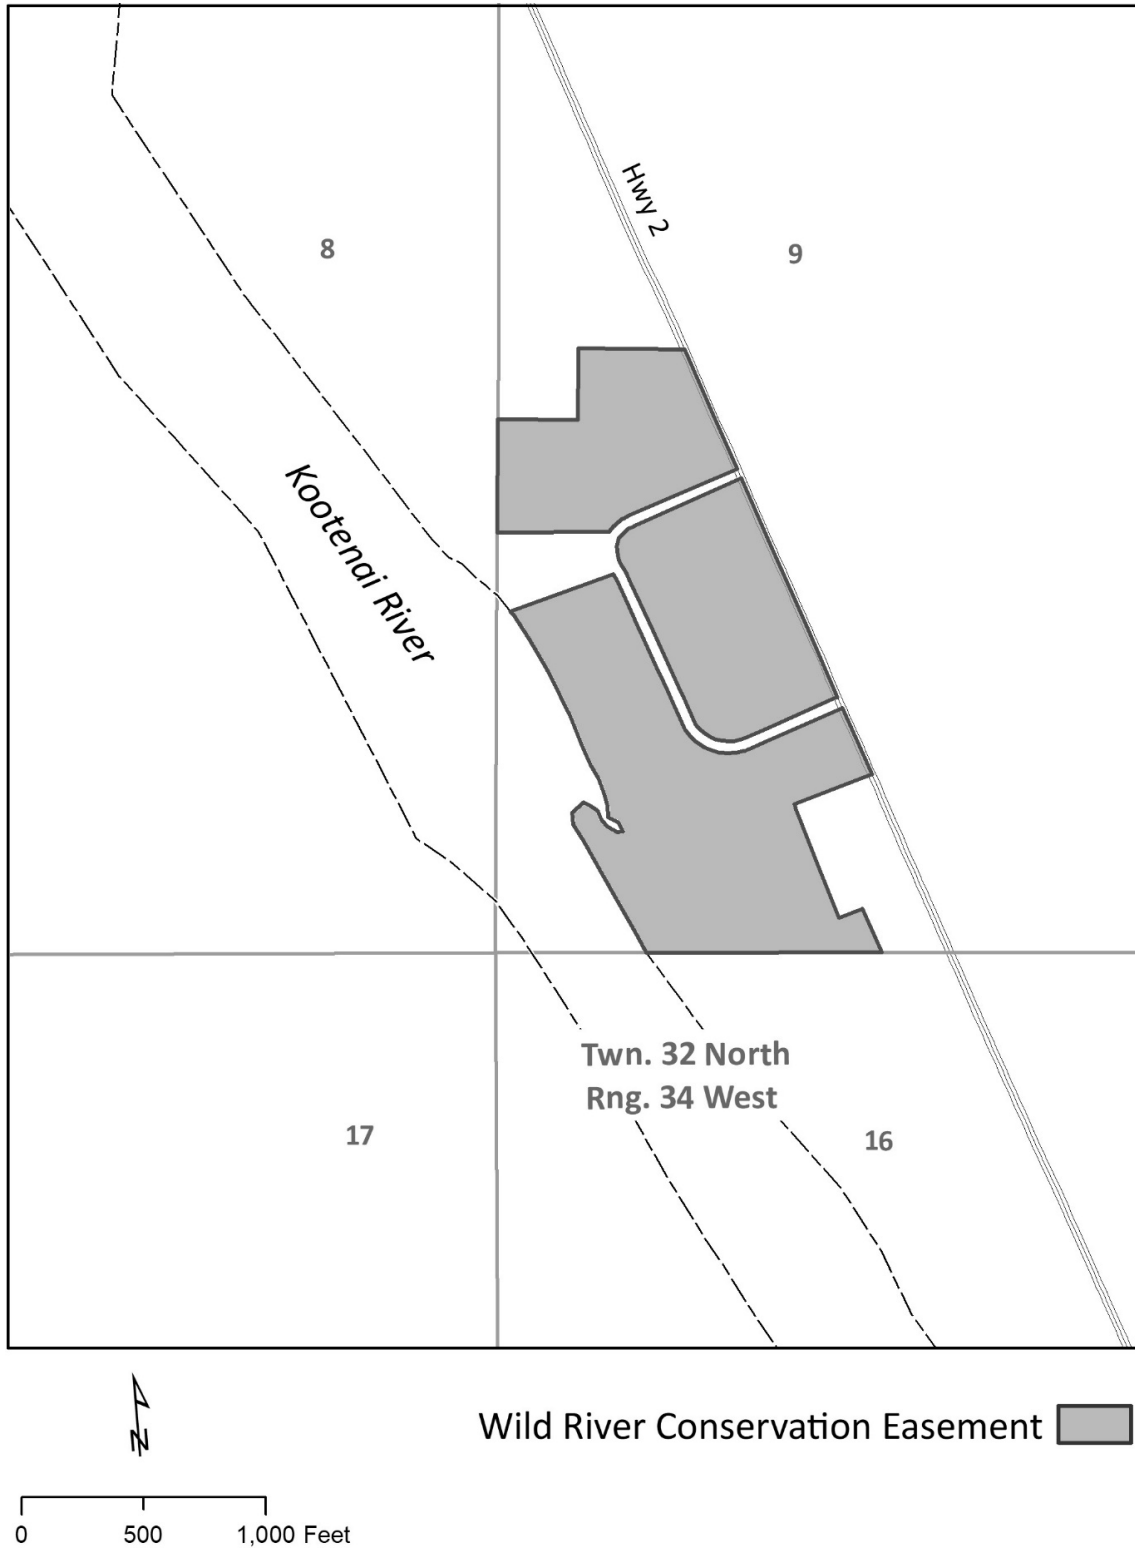 Hwy 2
8
9
Kootenai River
Twn. 32 North
Rng. 34 West
17
16
N
Wild River Conservation Easement
0 500 1,000 Feet